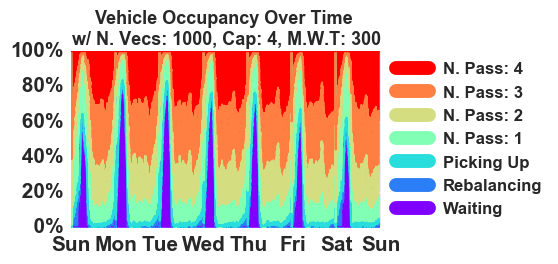 Vehicle Occupancy Over Time
w/ N. Vecs: 1000, Cap: 4, M.W.T: 300
100%
80%
60%
40%
20%
0%
Sun Mon Tue Wed Thu Fri Sat Sun
N. Pass: 4
N. Pass: 3
N. Pass: 2
N. Pass: 1
Picking Up
Rebalancing
Waiting